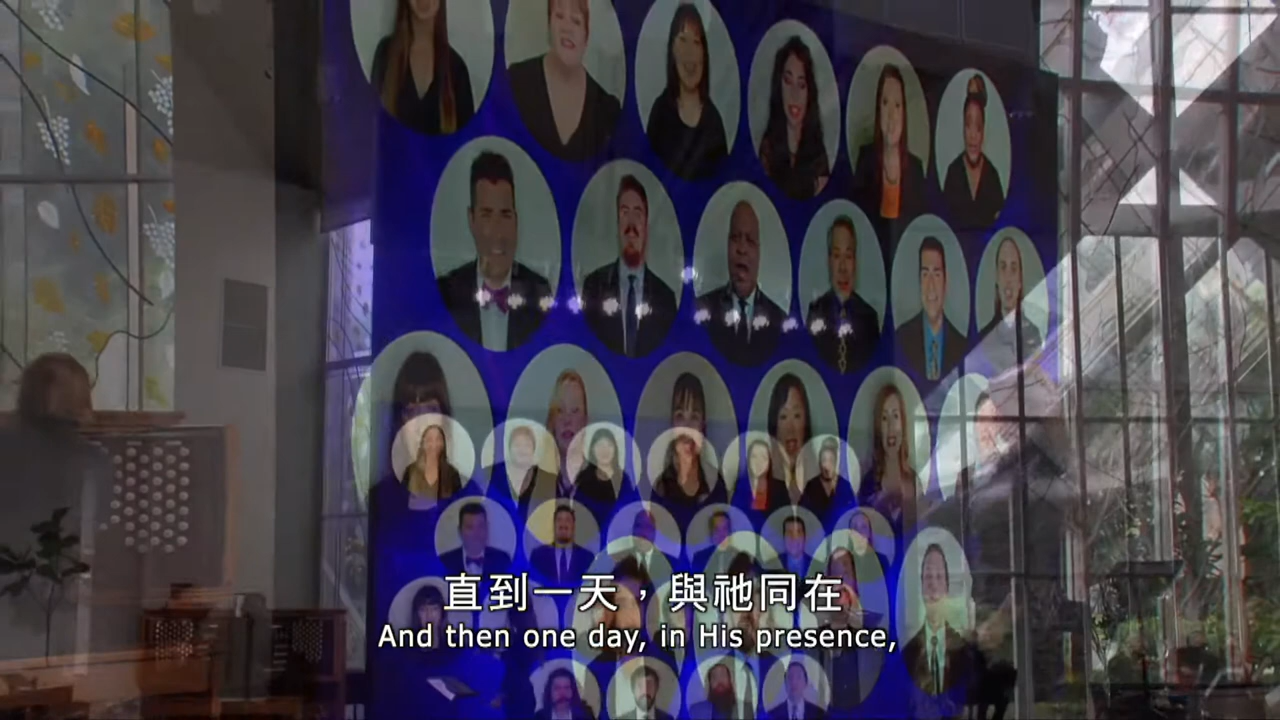 直到一天，與祂同在
And then one day, in His presence,